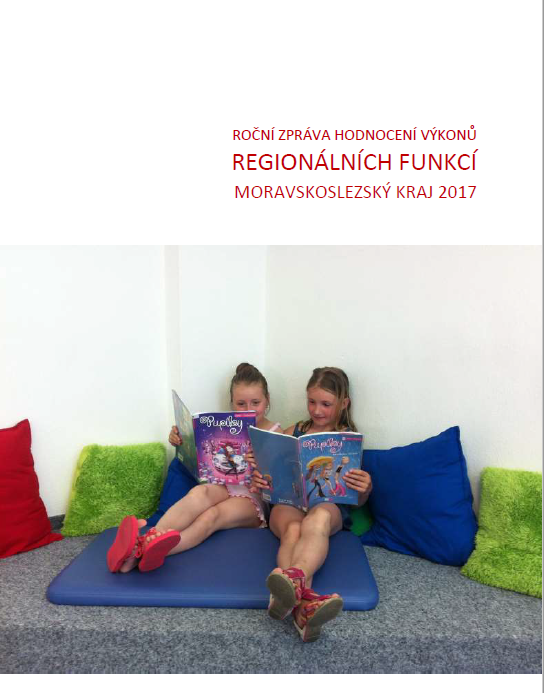 ROČNÍ ZPRÁVA HODNOCENÍ VÝKONŮ
REGIONÁLNÍCH FUNKCÍ
MORAVSKOSLEZSKÝ KRAJ 2017